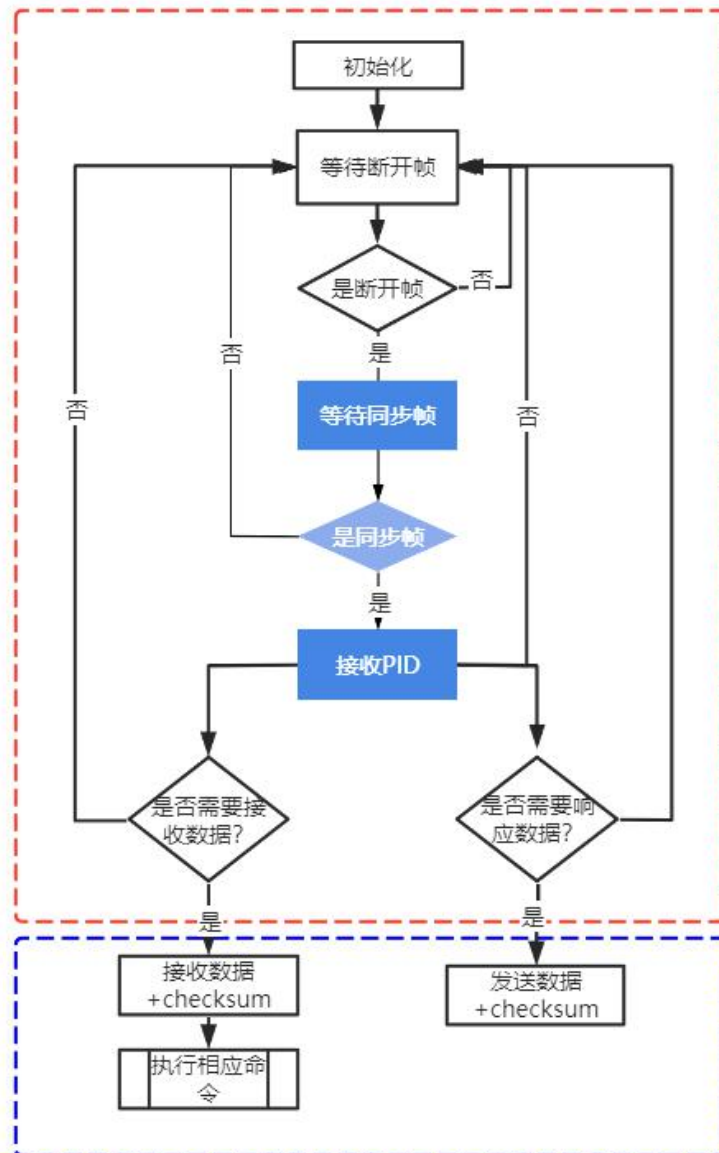 初始化
等待断开帧
是断开帧
否
是
否
否
等待同步帧
否
是同步帧
是
接收PID
是否需要接
收数据?
是否需要响
应数据?
是
是
接收数据
+checksum
发送数据
+checksum
执行相应命
令